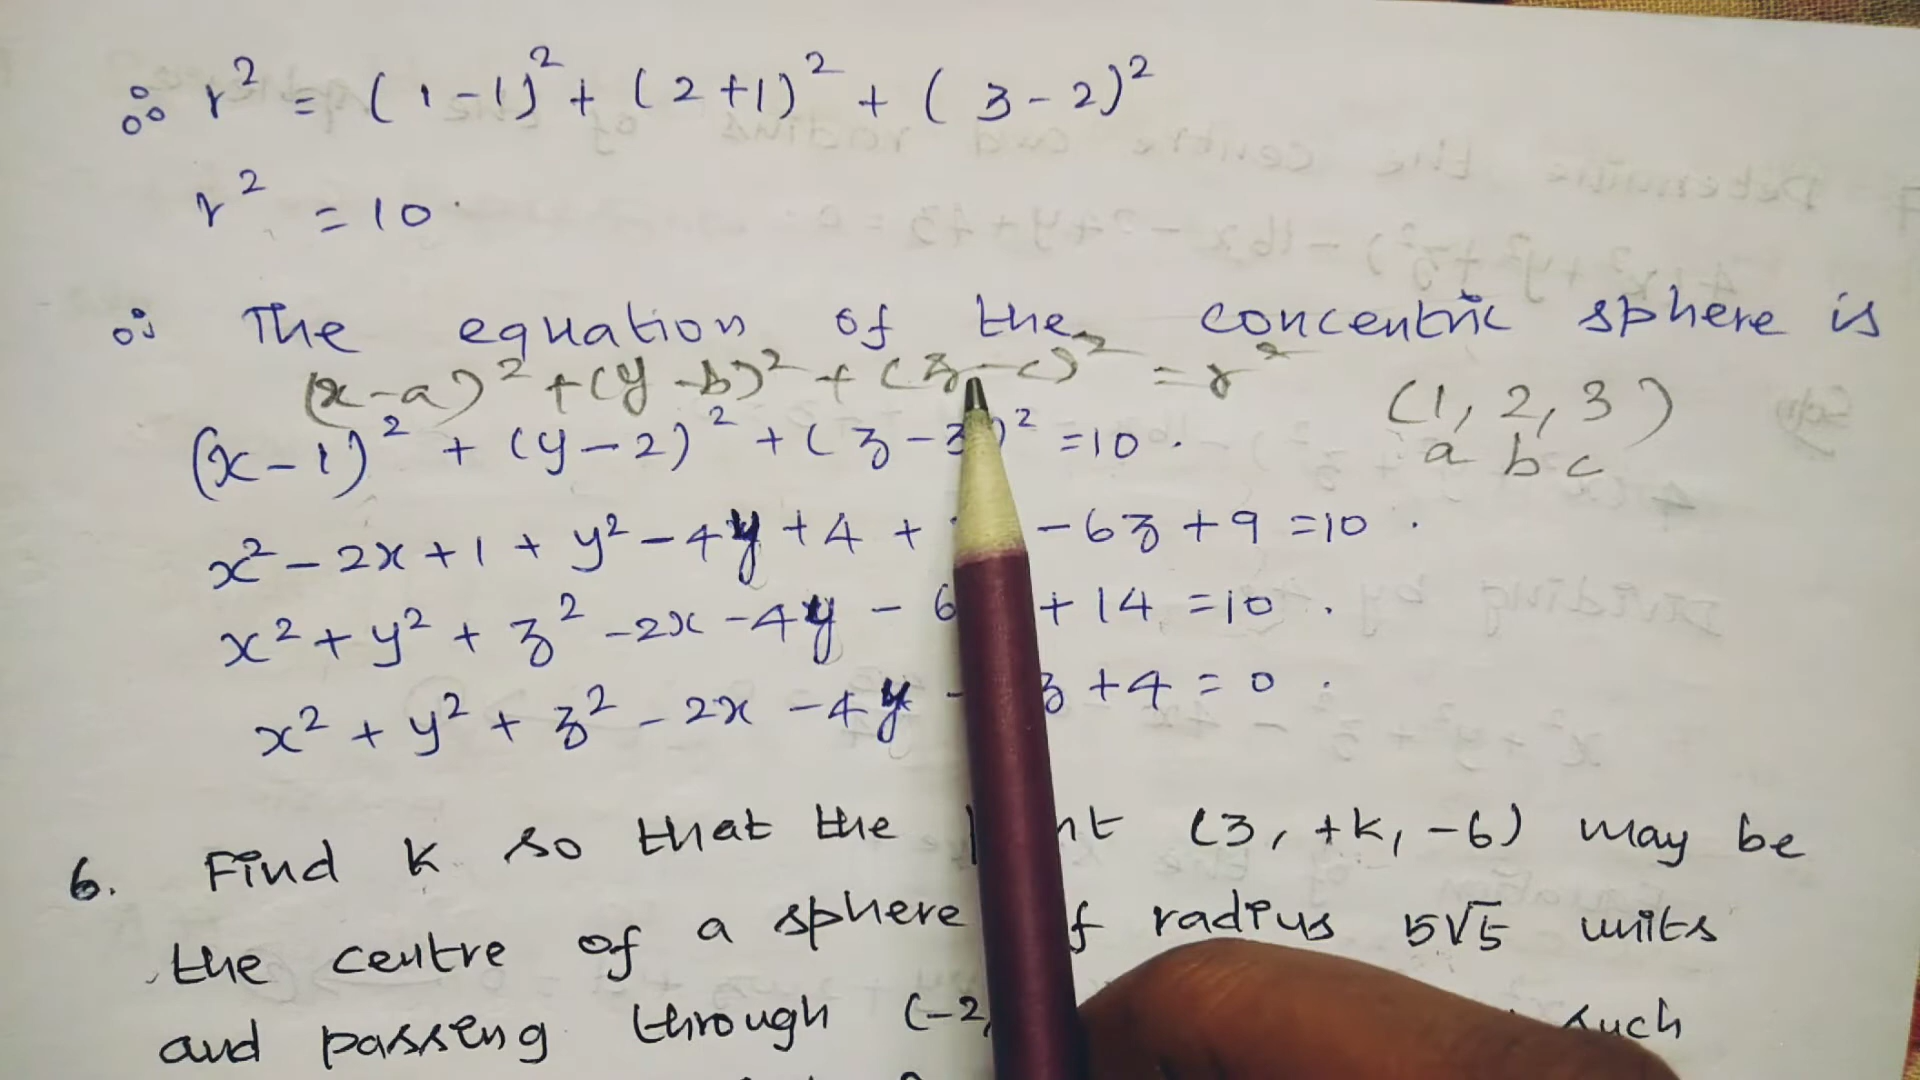 ∴ r² = (1-1)² + (2+1)² + (3-2)²
r² = 10.
∴ The equation of the concentric sphere is
(x-a)² + (y-b)² + (z-c)² = r²
(1, 2, 3)
a b c
(x-1)² + (y-2)² + (z-3)² = 10.
x² - 2x + 1 + y² - 4y + 4 + - 6z + 9 = 10.
x² + y² + z² - 2x - 4y - 6 + 14 = 10.
x² + y² + z² - 2x - 4y - z + 4 = 0.
6. Find K so that the (3, +K, -6) may be
the centre of a sphere radius 5√5 units
and passing through (-2, such